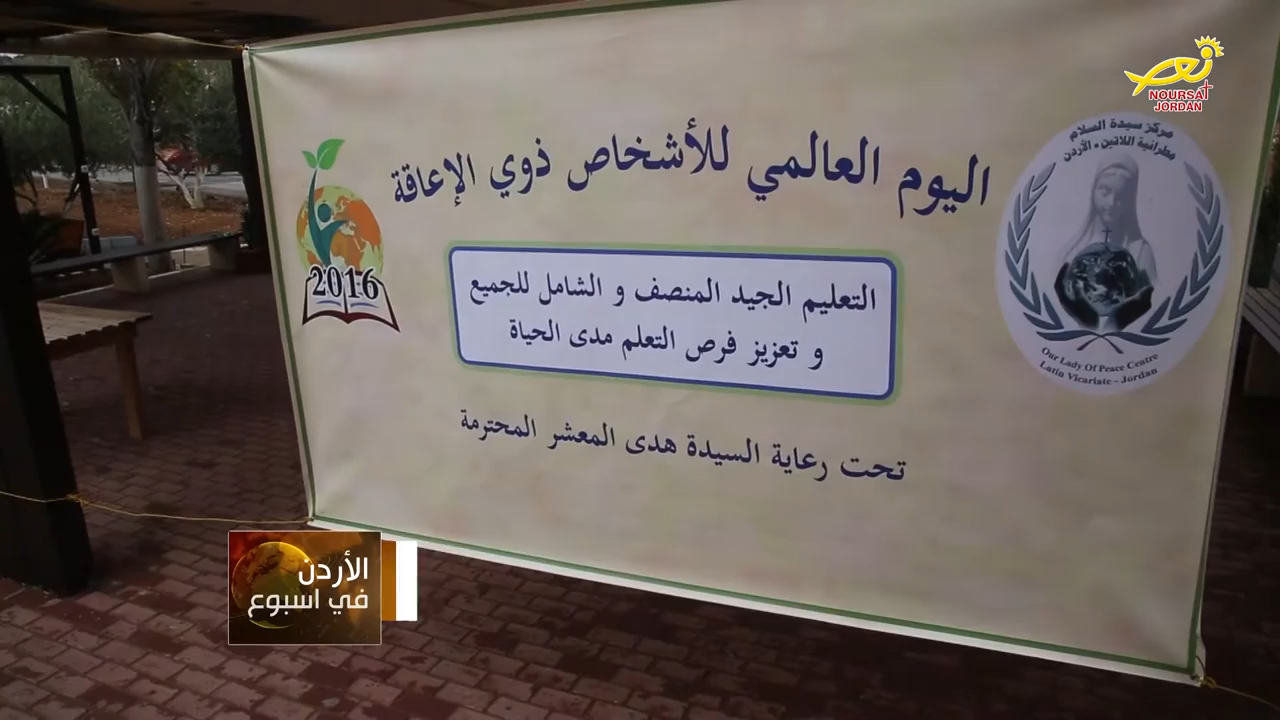 نور
NOURSAT
JORDAN
مركز سيدة السلام
مطرانية اللاتين - الأردن
اليوم العالمي للأشخاص ذوي الإعاقة
2016
التعليم الجيد المنصف و الشامل للجميع
و تعزيز فرص التعلم مدى الحياة
Our Lady Of Peace Centre
Latin Vicariate - Jordan
تحت رعاية السيدة هدى المعشر المحترمة
الأردن
في اسبوع